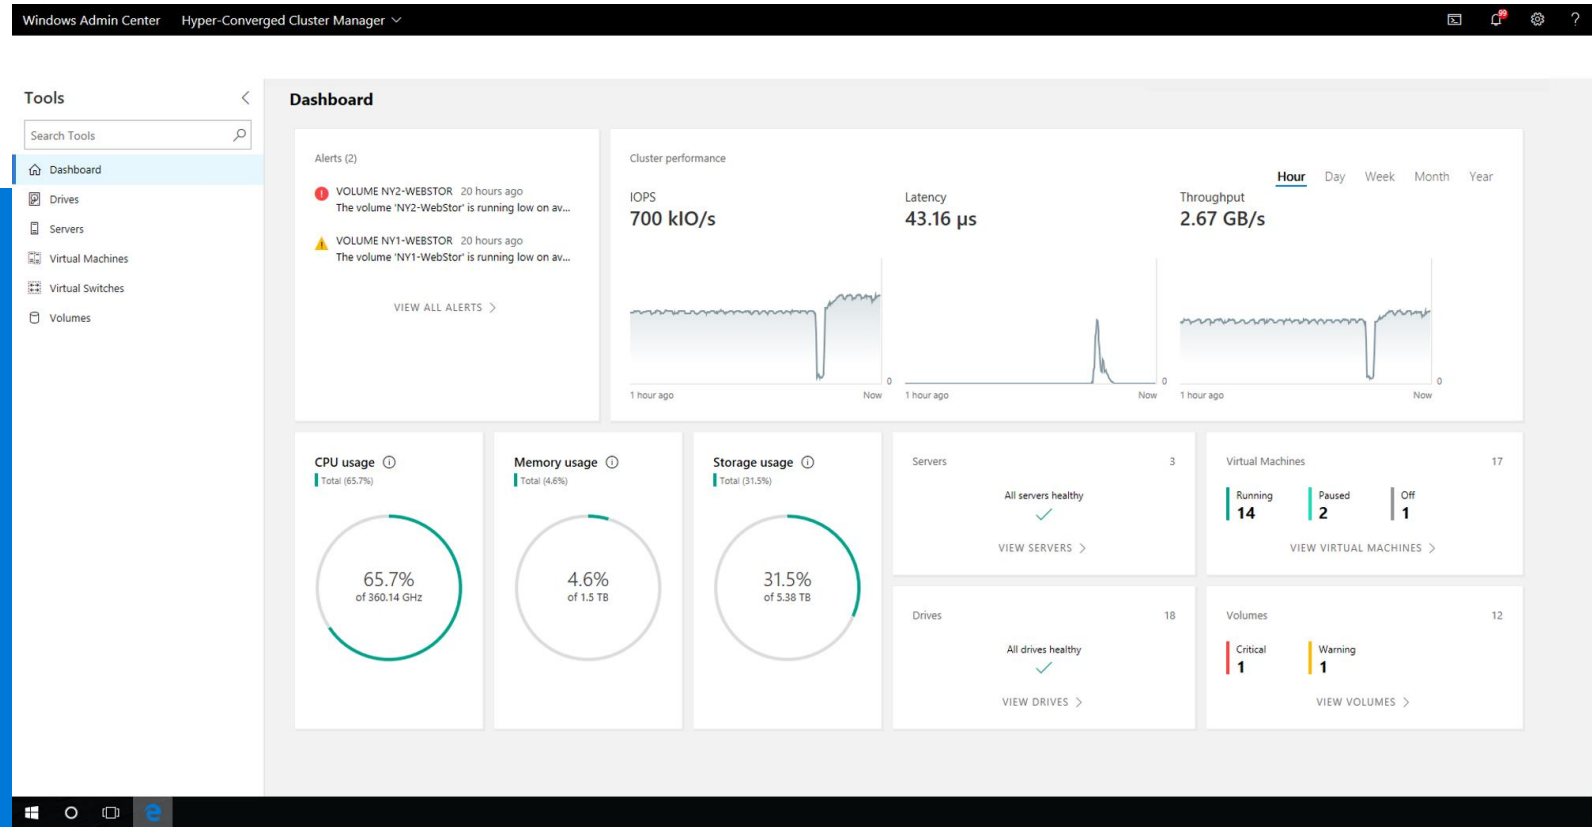 Windows Admin Center Hyper-Converged Cluster Manager
99
?
Tools
Search Tools
Dashboard
Drives
Servers
Virtual Machines
Virtual Switches
Volumes
Dashboard
Alerts (2)
VOLUME NY2-WEBSTOR 20 hours ago
The volume 'NY2-WebStor' is running low on av...
VOLUME NY1-WEBSTOR 20 hours ago
The volume 'NY1-WebStor' is running low on av...
VIEW ALL ALERTS
Cluster performance
Hour Day Week Month Year
IOPS
700 kIO/s
0
1 hour ago Now
Latency
43.16 µs
0
1 hour ago Now
Throughput
2.67 GB/s
0
1 hour ago Now
CPU usage
Total (65.7%)
65.7%
of 360.14 GHz
Memory usage
Total (4.6%)
4.6%
of 1.5 TB
Storage usage
Total (31.5%)
31.5%
of 5.38 TB
Servers 3
All servers healthy
VIEW SERVERS
Virtual Machines 17
Running Paused Off
14 2 1
VIEW VIRTUAL MACHINES
Drives 18
All drives healthy
VIEW DRIVES
Volumes 12
Critical Warning
1 1
VIEW VOLUMES